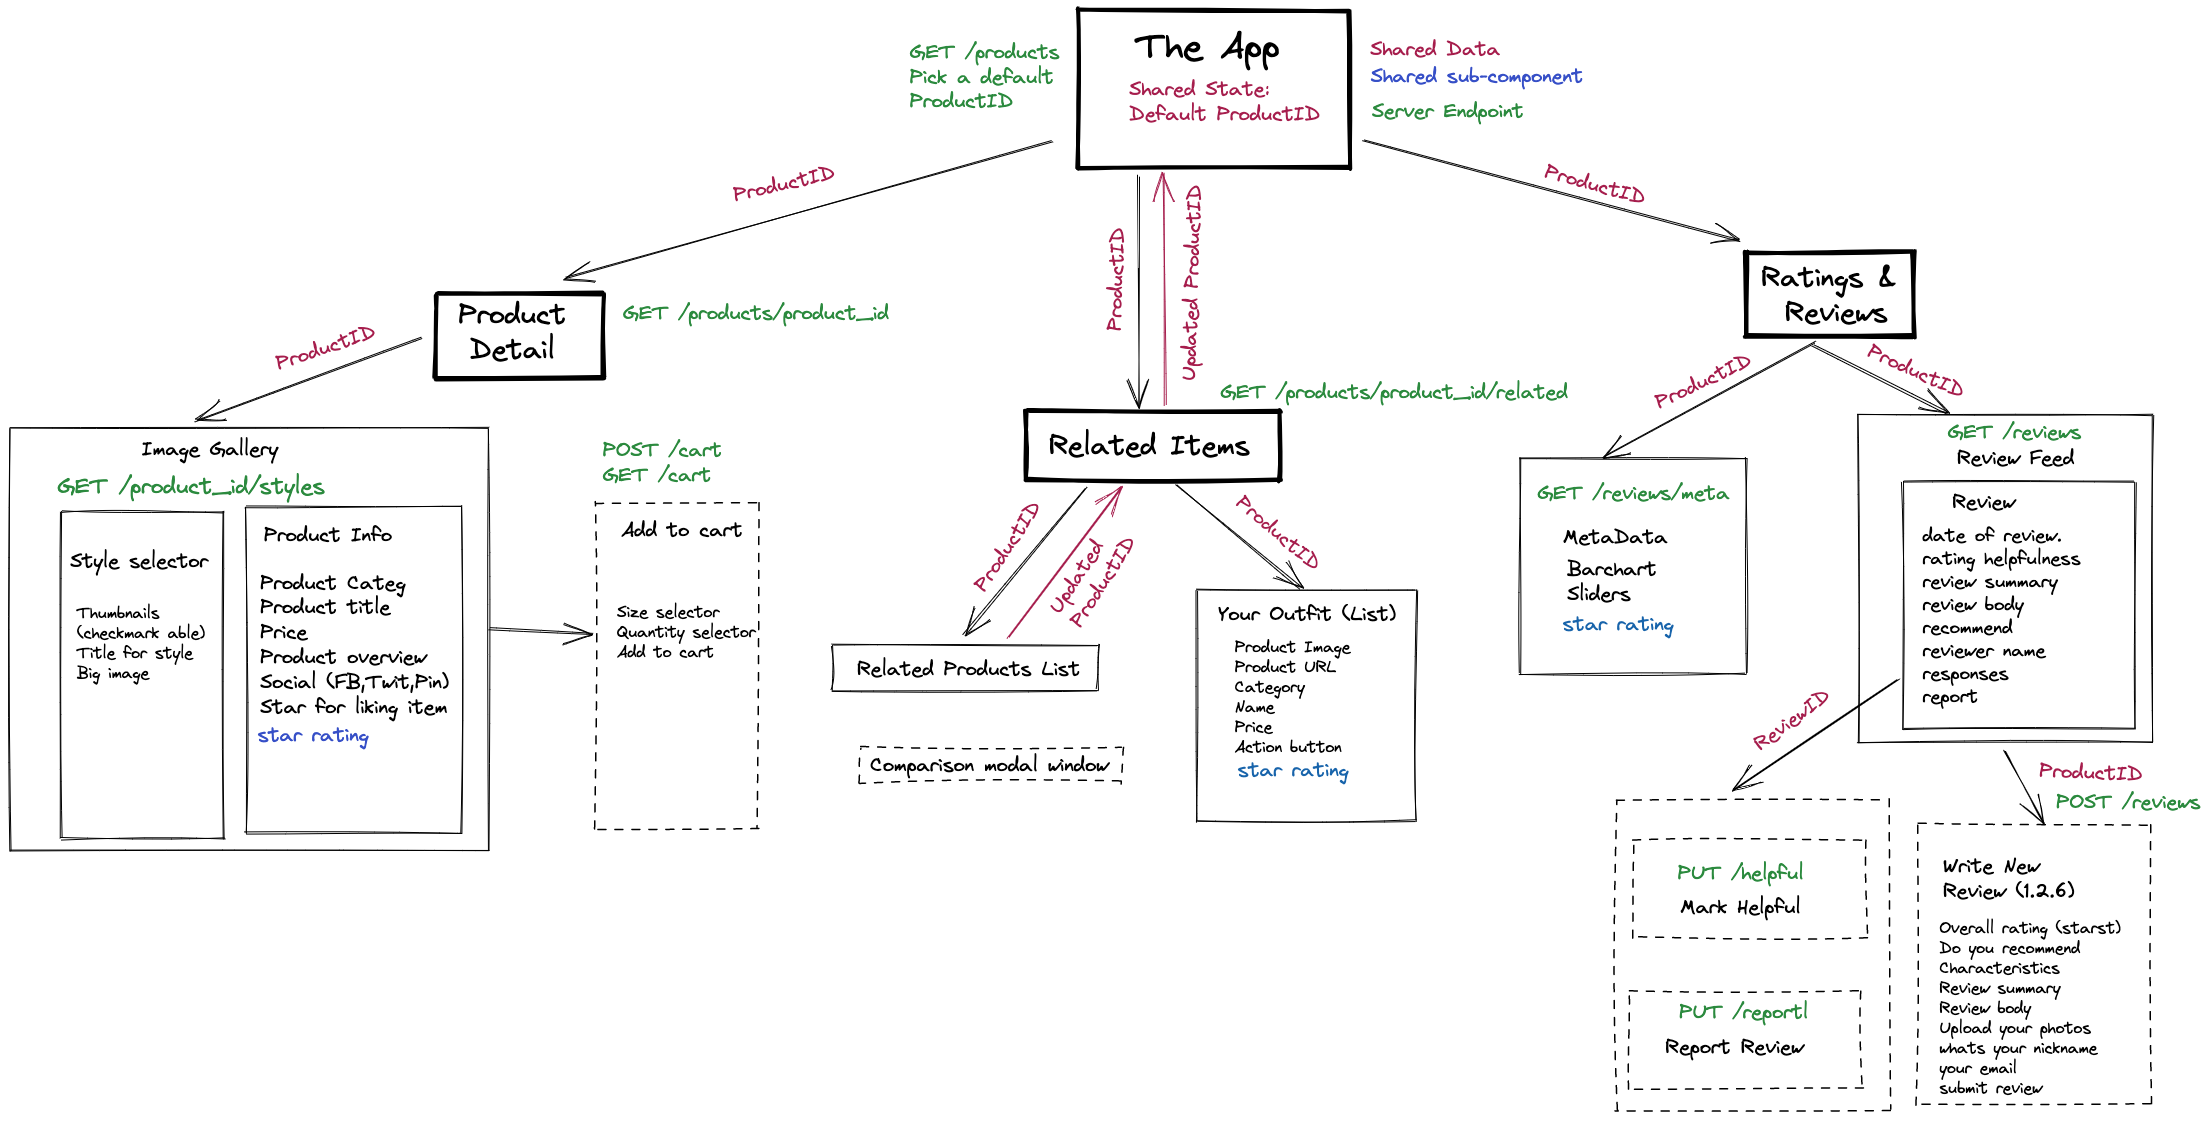 GET /products
Pick a default
ProductID
The App
Shared State:
Default ProductID
Shared Data
Shared sub-component
Server Endpoint
ProductID
ProductID
Updated ProductID
ProductID
Product
Detail
GET /products/product_id
ProductID
Image Gallery
GET /product_id/styles
Style selector
Thumbnails
(checkmark able)
Title for style
Big image
Product Info
Product Categ
Product title
Price
Product overview
Social (FB,Twit,Pin)
Star for liking item
star rating
POST /cart
GET /cart
Add to cart
Size selector
Quantity selector
Add to cart
GET /products/product_id/related
Related Items
ProductID
Updated
ProductID
ProductID
Related Products List
Comparison modal window
Your Outfit (List)
Product Image
Product URL
Category
Name
Price
Action button
star rating
Ratings &
Reviews
ProductID
ProductID
GET /reviews/meta
MetaData
Barchart
Sliders
star rating
GET /reviews
Review Feed
Review
date of review.
rating helpfulness
review summary
review body
recommend
reviewer name
responses
report
ReviewID
PUT /helpful
Mark Helpful
PUT /reportl
Report Review
ProductID
POST /reviews
Write New
Review (1.2.6)
Overall rating (starst)
Do you recommend
Characteristics
Review summary
Review body
Upload your photos
whats your nickname
your email
submit review